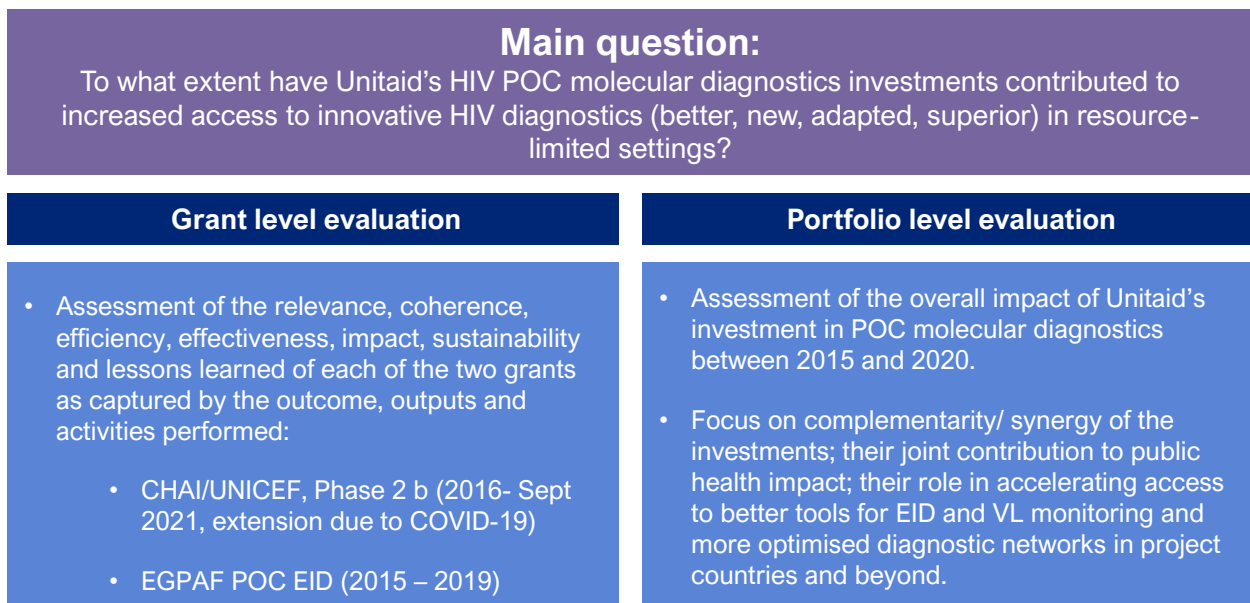 Main question:
To what extent have Unitaid's HIV POC molecular diagnostics investments contributed to
increased access to innovative HIV diagnostics (better, new, adapted, superior) in resource-
limited settings?
Grant level evaluation
• Assessment of the relevance, coherence,
efficiency, effectiveness, impact, sustainability
and lessons learned of each of the two grants
as captured by the outcome, outputs and
activities performed:
• CHAI/UNICEF, Phase 2 b (2016- Sept
2021, extension due to COVID-19)
• EGPAF POC EID (2015 – 2019)
Portfolio level evaluation
• Assessment of the overall impact of Unitaid's
investment in POC molecular diagnostics
between 2015 and 2020.
• Focus on complementarity/ synergy of the
investments; their joint contribution to public
health impact; their role in accelerating access
to better tools for EID and VL monitoring and
more optimised diagnostic networks in project
countries and beyond.